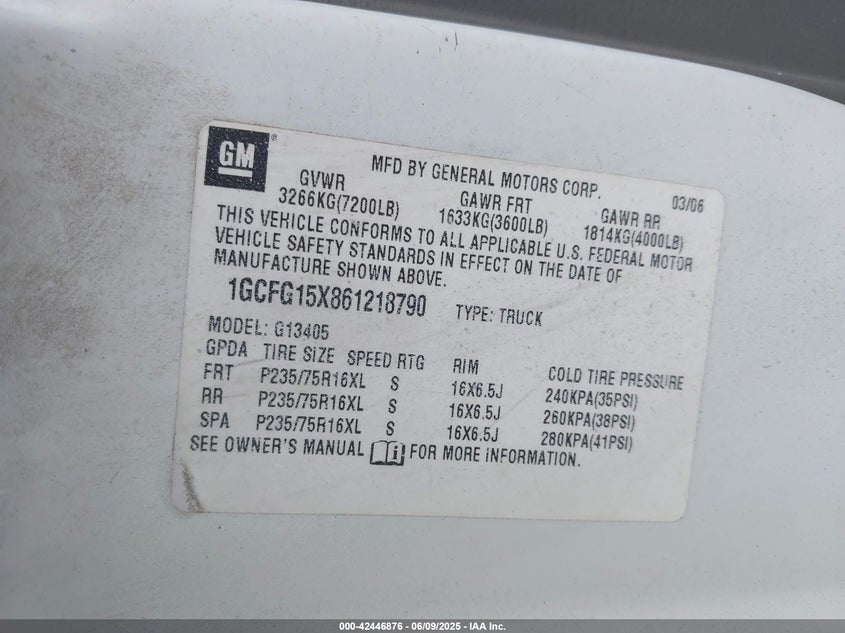 GM®
MFD BY GENERAL MOTORS CORP. 03/06
GVWR GAWR FRT GAWR RR
3266KG(7200LB) 1633KG(3600LB) 1814KG(4000LB)
THIS VEHICLE CONFORMS TO ALL APPLICABLE U.S. FEDERAL MOTOR
VEHICLE SAFETY STANDARDS IN EFFECT ON THE DATE OF
MANUFACTURE SHOWN ABOVE.
1GCFG15X861218790 TYPE: TRUCK
MODEL: G13405
GPDA TIRE SIZE SPEED RTG RIM COLD TIRE PRESSURE
FRT P235/75R16XL S 16X6.5J 240KPA(35PSI)
RR P235/75R16XL S 16X6.5J 260KPA(38PSI)
SPA P235/75R16XL S 16X6.5J 280KPA(41PSI)
SEE OWNER'S MANUAL i FOR MORE INFORMATION.
000-42446876 - 06/09/2025 - IAA Inc.